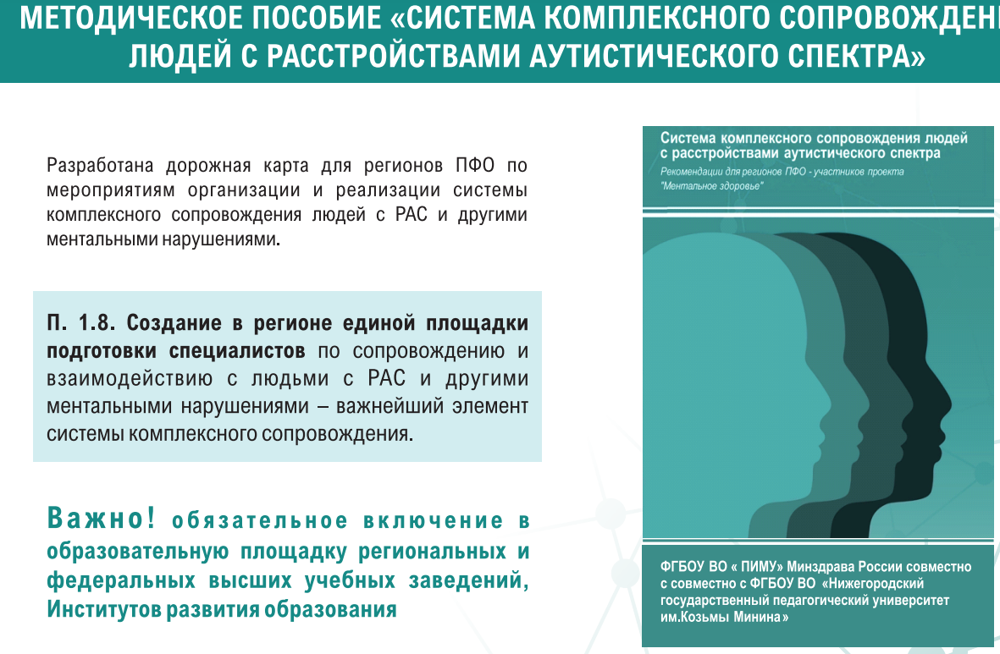 МЕТОДИЧЕСКОЕ ПОСОБИЕ «СИСТЕМА КОМПЛЕКСНОГО СОПРОВОЖДЕН
ЛЮДЕЙ С РАССТРОЙСТВАМИ АУТИСТИЧЕСКОГО СПЕКТРА»
Разработана дорожная карта для регионов ПФО по
мероприятиям организации и реализации системы
комплексного сопровождения людей с РАС и другими
ментальными нарушениями.
П. 1.8. Создание в регионе единой площадки
подготовки специалистов по сопровождению и
взаимодействию с людьми с РАС и другими
ментальными нарушениями – важнейший элемент
системы комплексного сопровождения.
Важно! обязательное включение в
образовательную площадку региональных и
федеральных высших учебных заведений,
Институтов развития образования
Система комплексного сопровождения людей
с расстройствами аутистического спектра
Рекомендации для регионов ПФО - участников проекта
"Ментальное здоровье"
ФГБОУ ВО « ПИМУ» Минздрава России совместно
с совместно с ФГБОУ ВО «Нижегородский
государственный педагогический университет
им.Козьмы Минина»